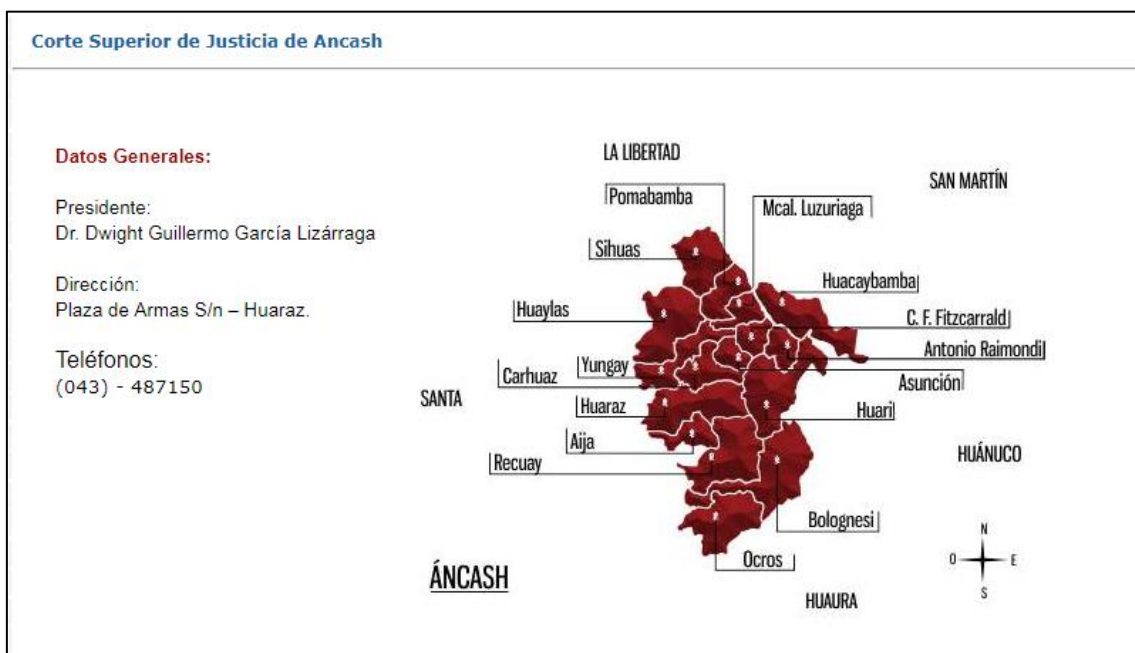 Corte Superior de Justicia de Ancash
Datos Generales:
Presidente:
Dr. Dwight Guillermo García Lizárraga
Dirección:
Plaza de Armas S/n – Huaraz.
Teléfonos:
(043) - 487150
LA LIBERTAD
SAN MARTÍN
Pomabamba
Mcal. Luzuriaga
Sihuas
Huacaybamba
Huaylas
C. F. Fitzcarrald
Antonio Raimondi
Yungay
Carhuaz
Asunción
SANTA
Huaraz
Huari
Aija
HUÁNUCO
Recuay
Bolognesi
N
O
E
S
Ocros
ÁNCASH
HUAURA